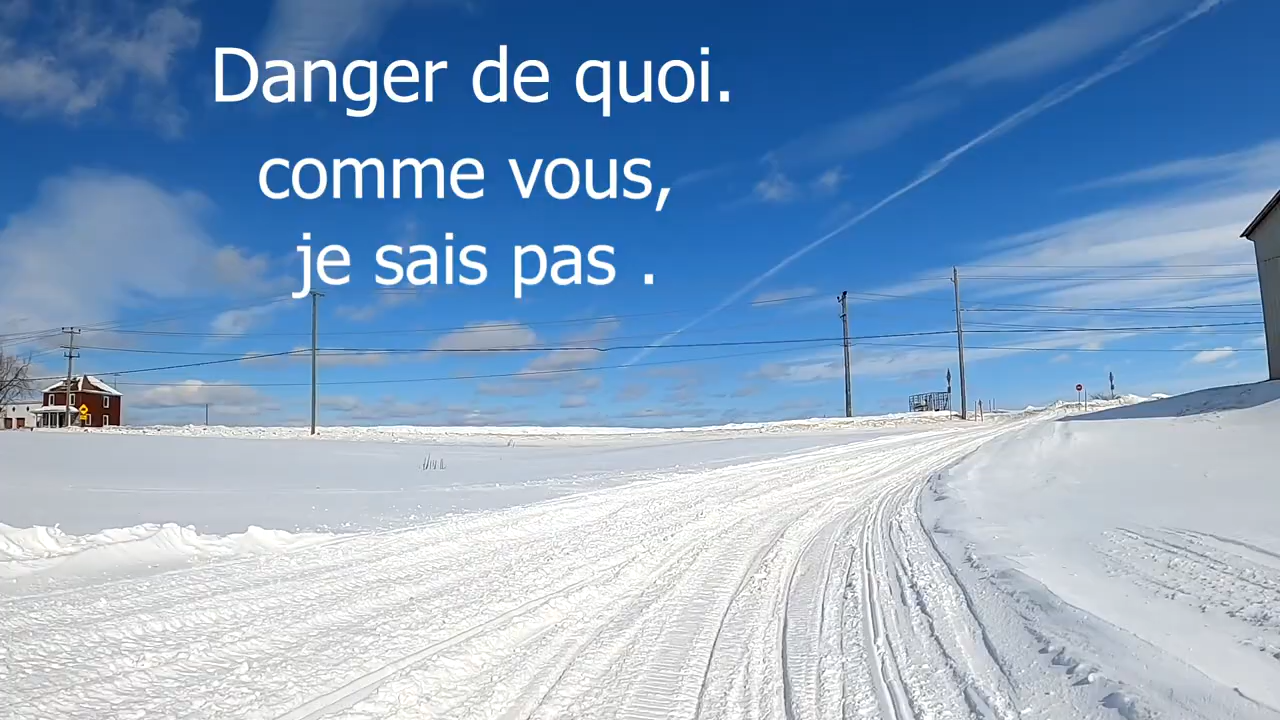 Danger de quoi.
comme vous,
je sais pas .